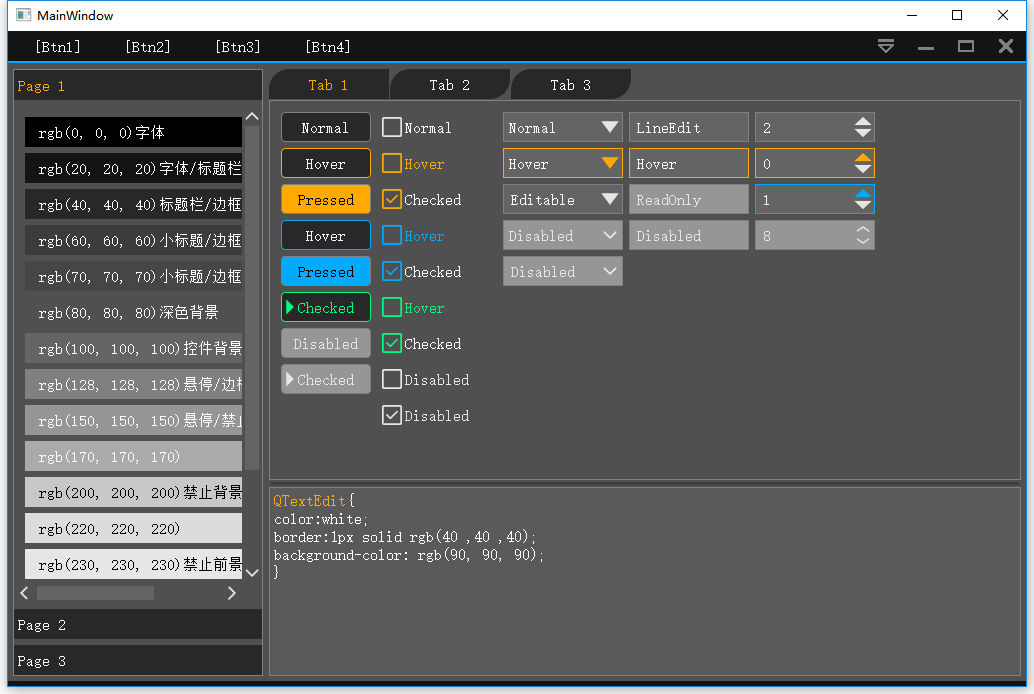 MainWindow
[Btn1] [Btn2] [Btn3] [Btn4]
Page 1
rgb(0, 0, 0)字体
rgb(20, 20, 20)字体/标题栏
rgb(40, 40, 40)标题栏/边框
rgb(60, 60, 60)小标题/边框
rgb(70, 70, 70)小标题/边框
rgb(80, 80, 80)深色背景
rgb(100, 100, 100)控件背景
rgb(128, 128, 128)悬停/边
rgb(150, 150, 150)悬停/禁
rgb(170, 170, 170)
rgb(200, 200, 200)禁止背景
rgb(220, 220, 220)
rgb(230, 230, 230)禁止前景
Page 2
Page 3
Tab 1 Tab 2 Tab 3
Normal Normal Normal LineEdit 2
Hover Hover Hover Hover 0
Pressed Checked Editable ReadOnly 1
Hover Hover Disabled Disabled 8
Pressed Checked Disabled
Checked Hover
Disabled Checked
Checked Disabled
Disabled
QTextEdit{
color:white;
border:1px solid rgb(40 ,40 ,40);
background-color: rgb(90, 90, 90);
}